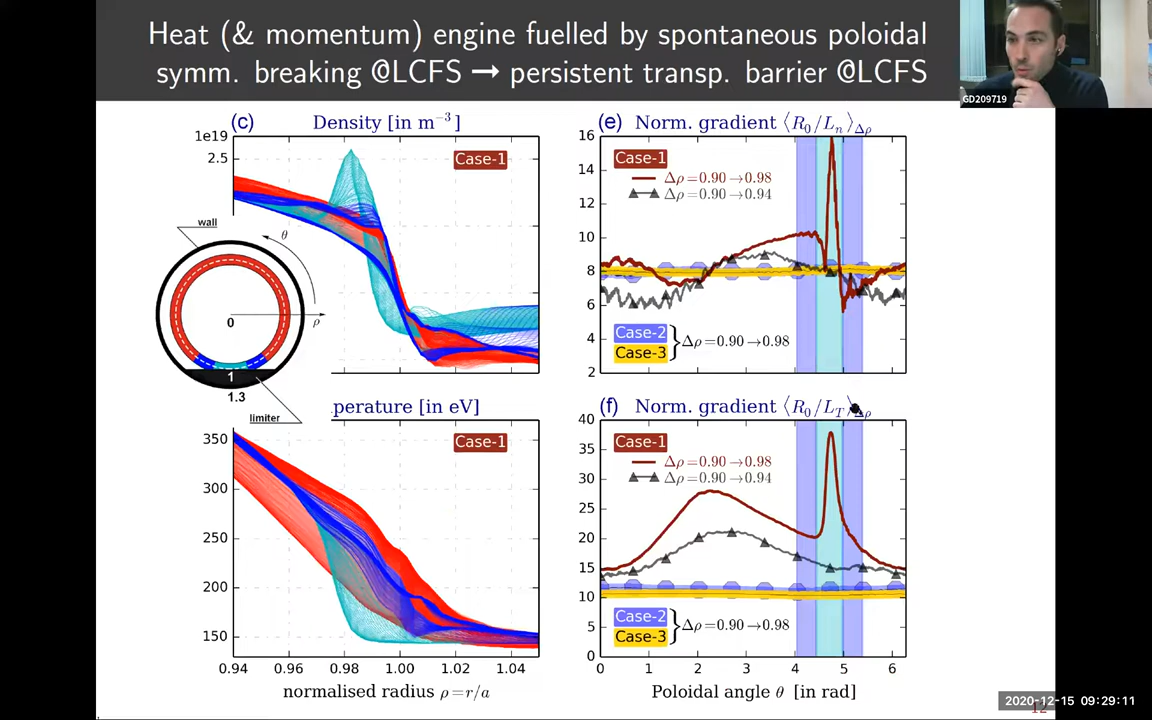 Heat (& momentum) engine fuelled by spontaneous poloidal
symm. breaking @LCFS ➞ persistent transp. barrier @LCFS
GD209719
(c) Density [in m⁻³]
1e19
2.5
Case-1
wall
θ
0
ρ
1
1.3
limiter
(e) Norm. gradient ⟨R₀/Lₙ⟩Δρ
16
14
12
10
8
6
4
2
Case-1
Δρ=0.90→0.98
Δρ=0.90→0.94
Case-2
Case-3
} Δρ=0.90→0.98
perature [in eV]
350
300
250
200
150
Case-1
0.94 0.96 0.98 1.00 1.02 1.04
normalised radius ρ=r/a
(f) Norm. gradient ⟨R₀/L_T⟩Δρ
40
35
30
25
20
15
10
5
0
Case-1
Δρ=0.90→0.98
Δρ=0.90→0.94
Case-2
Case-3
} Δρ=0.90→0.98
0 1 2 3 4 5 6
Poloidal angle θ [in rad]
2020-12-15 09:29:11
12